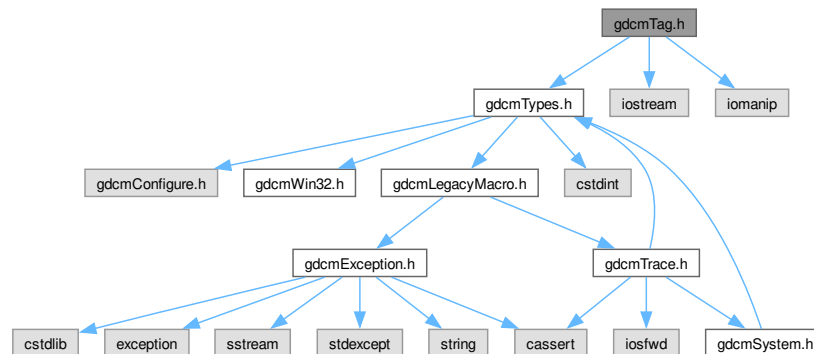 gdcmTag.h
gdcmTypes.h
iostream
iomanip
gdcmConfigure.h
gdcmWin32.h
gdcmLegacyMacro.h
cstdint
gdcmException.h
gdcmTrace.h
cstdlib
exception
sstream
stdexcept
string
cassert
iosfwd
gdcmSystem.h